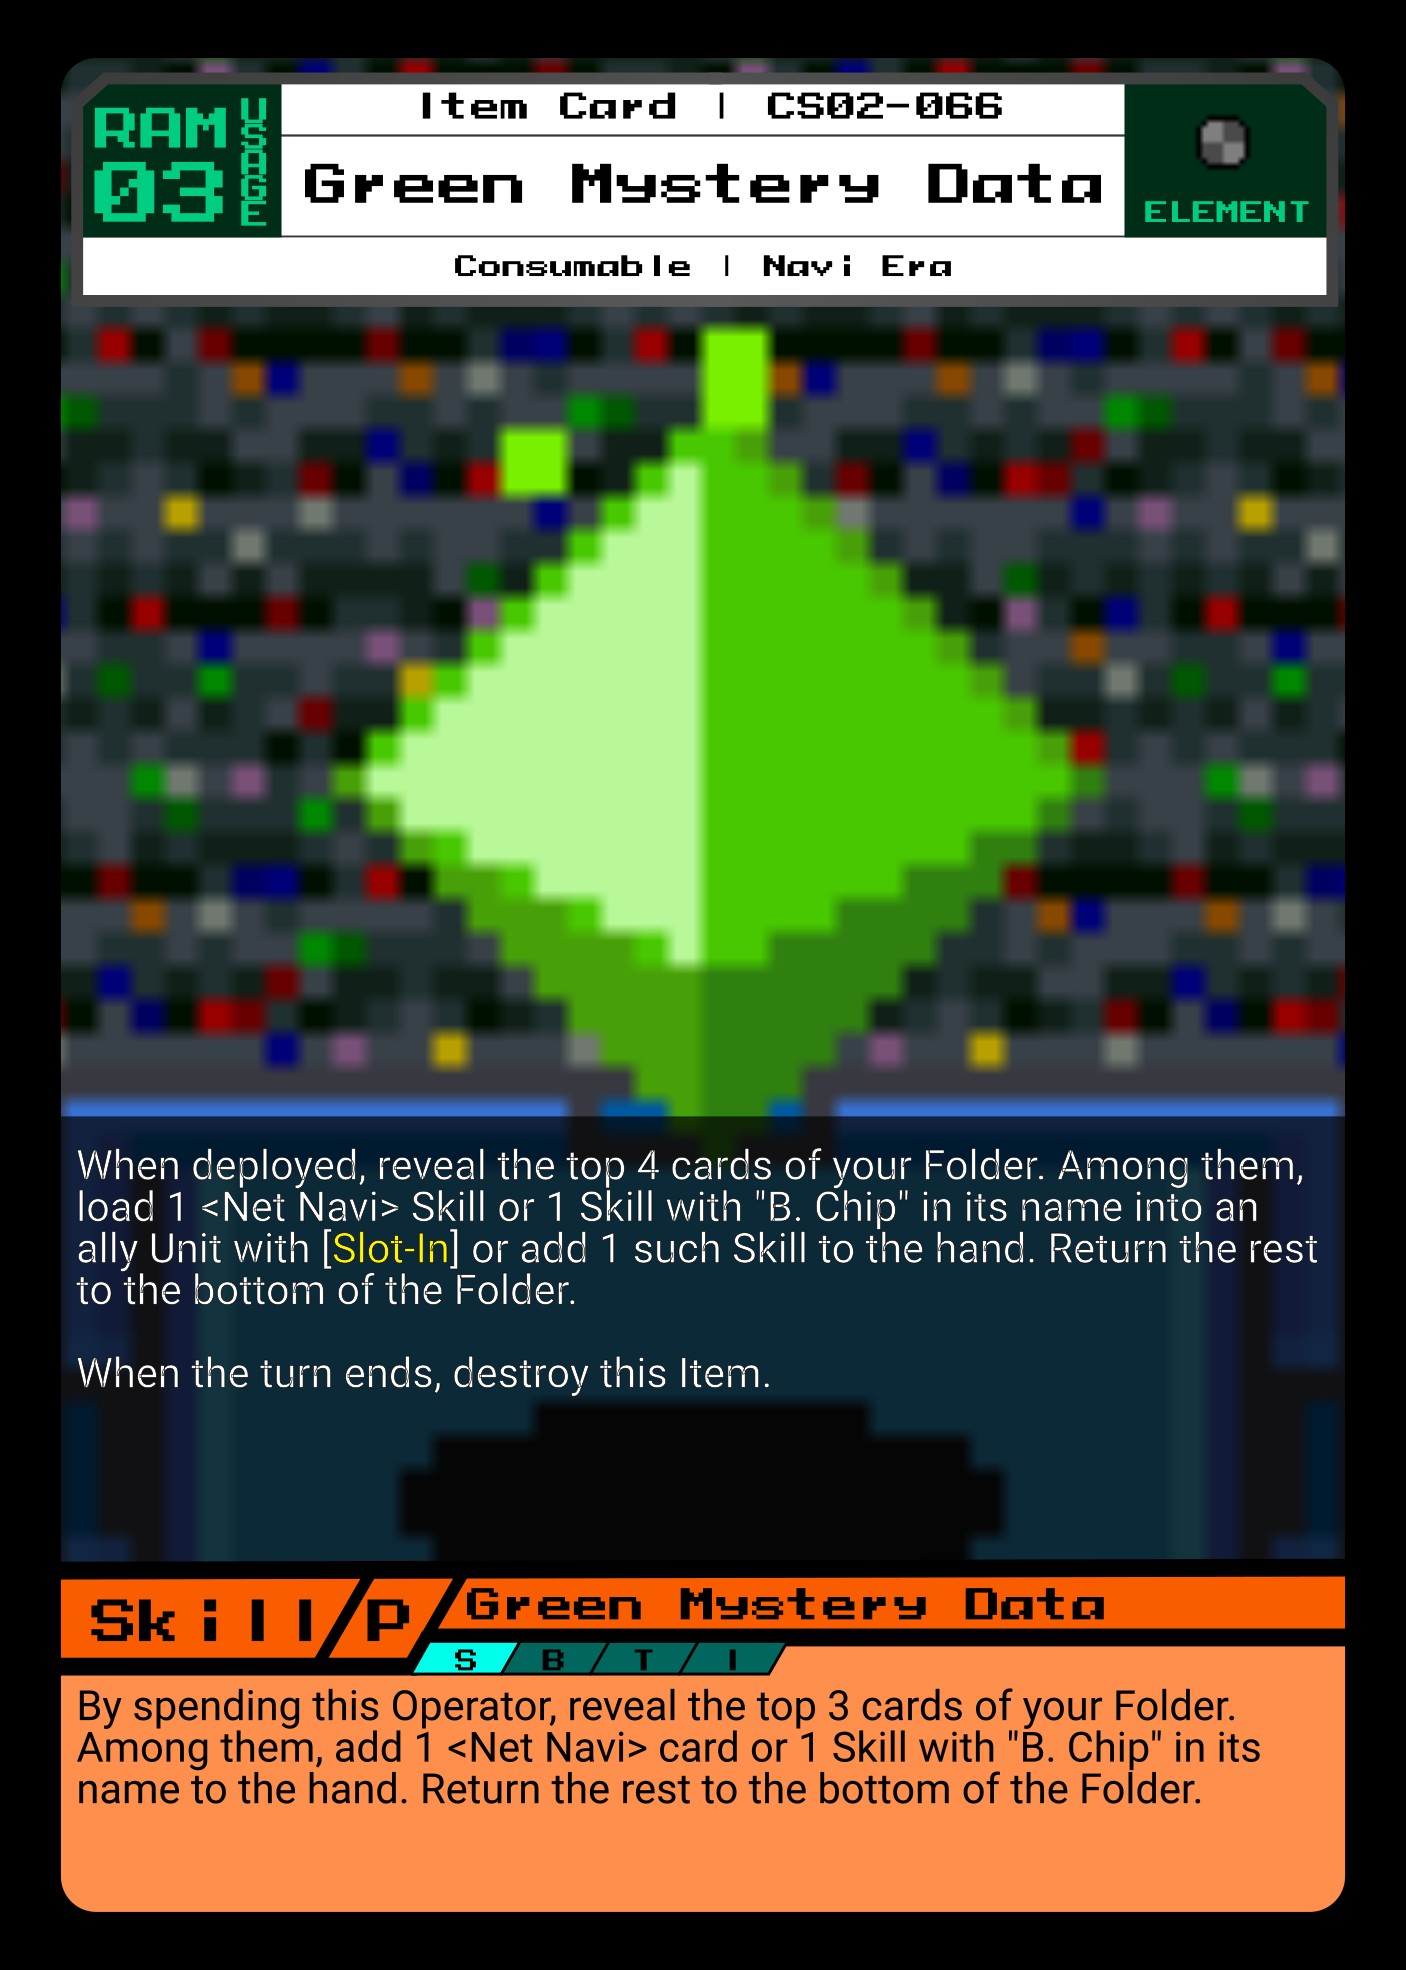 RAM
03
USAGE
Item Card | CS02-066
Green Mystery Data
ELEMENT
Consumable | Navi Era
When deployed, reveal the top 4 cards of your Folder. Among them,
load 1 <Net Navi> Skill or 1 Skill with "B. Chip" in its name into an
ally Unit with [Slot-In] or add 1 such Skill to the hand. Return the rest
to the bottom of the Folder.
When the turn ends, destroy this Item.
Skill/P
Green Mystery Data
S B T I
By spending this Operator, reveal the top 3 cards of your Folder.
Among them, add 1 <Net Navi> card or 1 Skill with "B. Chip" in its
name to the hand. Return the rest to the bottom of the Folder.